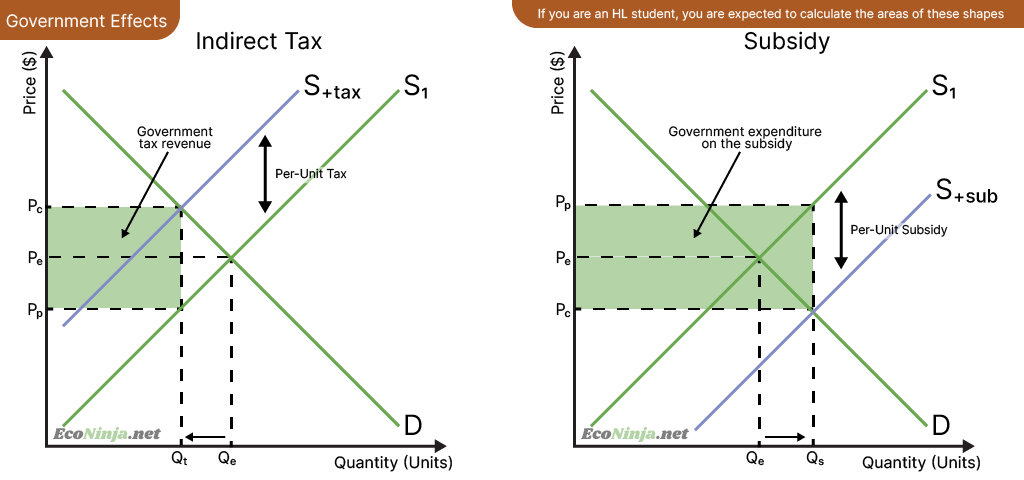 Government Effects
If you are an HL student, you are expected to calculate the areas of these shapes
Indirect Tax
Price ($)
S+tax
S₁
Government
tax revenue
Per-Unit Tax
Pc
Pe
Pp
D
EcoNinja.net
Qt
Qe
Quantity (Units)
Subsidy
Price ($)
S₁
Government expenditure
on the subsidy
S+sub
Pp
Per-Unit Subsidy
Pe
Pc
D
EcoNinja.net
Qe
Qs
Quantity (Units)